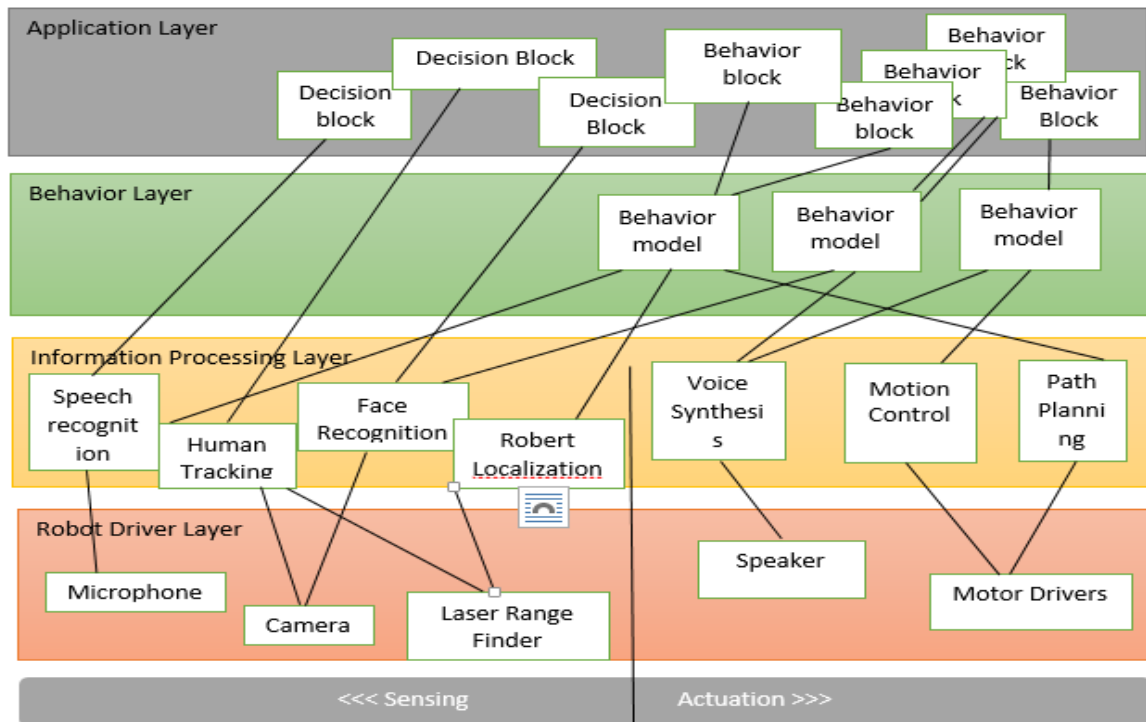 Application Layer
Decision
block
Decision Block
Decision
Block
Behavior
block
Behavior
block
Behavior
Behavior
Behavior
Block
Behavior Layer
Behavior
model
Behavior
model
Behavior
model
Information Processing Layer
Speech
recognit
ion
Human
Tracking
Face
Recognition
Robert
Localization
Voice
Synthesi
s
Motion
Control
Path
Planni
ng
Robot Driver Layer
Microphone
Camera
Laser Range
Finder
Speaker
Motor Drivers
<<< Sensing
Actuation >>>